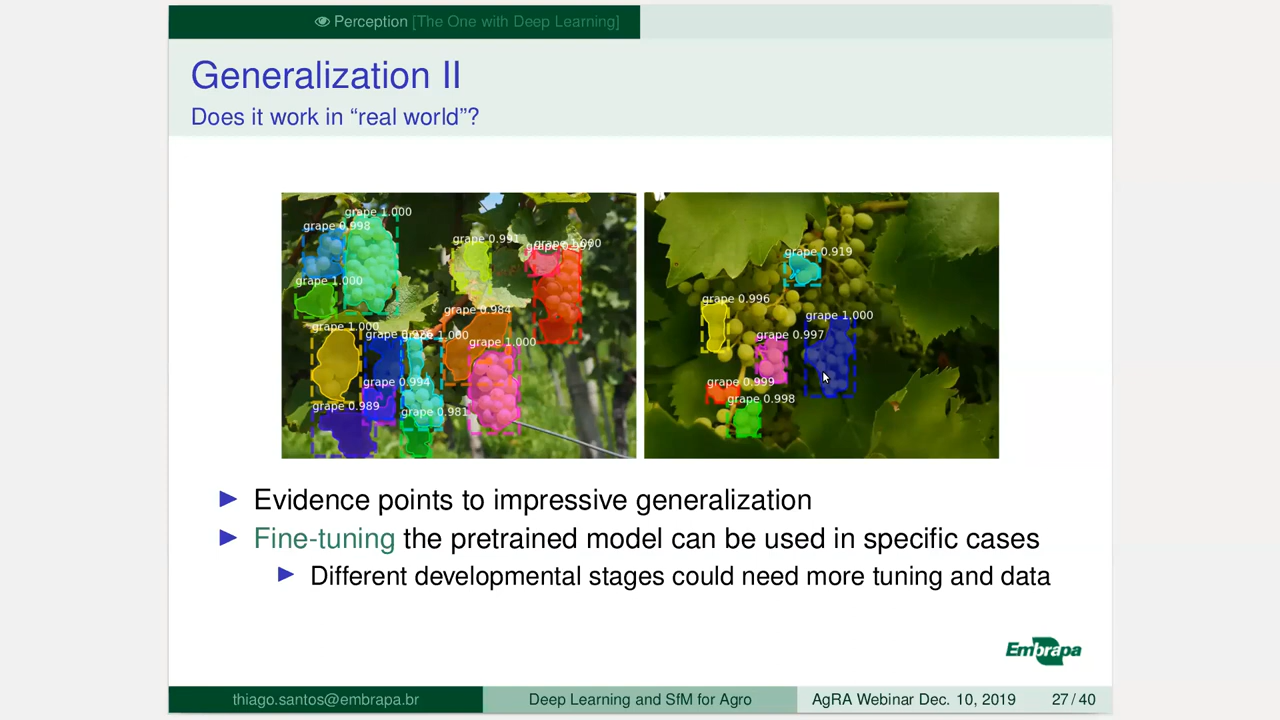 Perception [The One with Deep Learning]
Generalization II
Does it work in “real world”?
grape 1.000
grape 0.998
grape 0.991
grape 1.000
grape 1.000
grape 0.984
grape 1.000
grape 1.000
grape 1.000
grape 0.994
grape 0.989
grape 0.981
grape 0.919
grape 0.996
grape 1.000
grape 0.997
grape 0.999
grape 0.998
Evidence points to impressive generalization
Fine-tuning the pretrained model can be used in specific cases
Different developmental stages could need more tuning and data
Embrapa
thiago.santos@embrapa.br Deep Learning and SfM for Agro AgRA Webinar Dec. 10, 2019 27 / 40